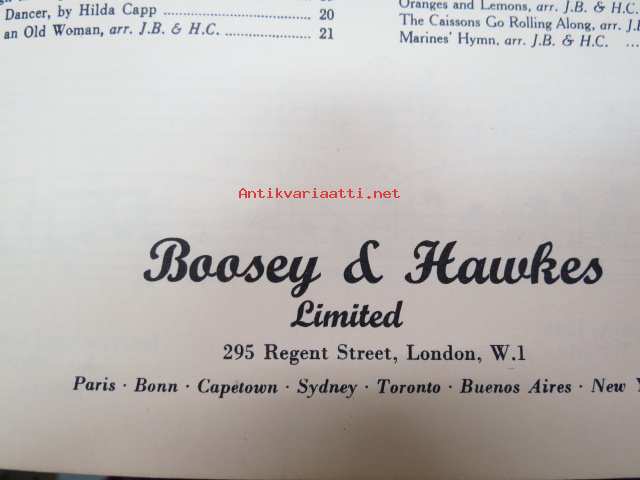 Dancer, by Hilda Capp ........................ 20
an Old Woman, arr. J.B. & H.C. ........................ 21
Oranges and Lemons, arr. J.B. & H.C.
The Caissons Go Rolling Along, arr. J.B.
Marines' Hymn, arr. J.B. & H.C. ...
Antikvariaatti.net
Boosey & Hawkes
Limited
295 Regent Street, London, W.1
Paris · Bonn · Capetown · Sydney · Toronto · Buenos Aires · New